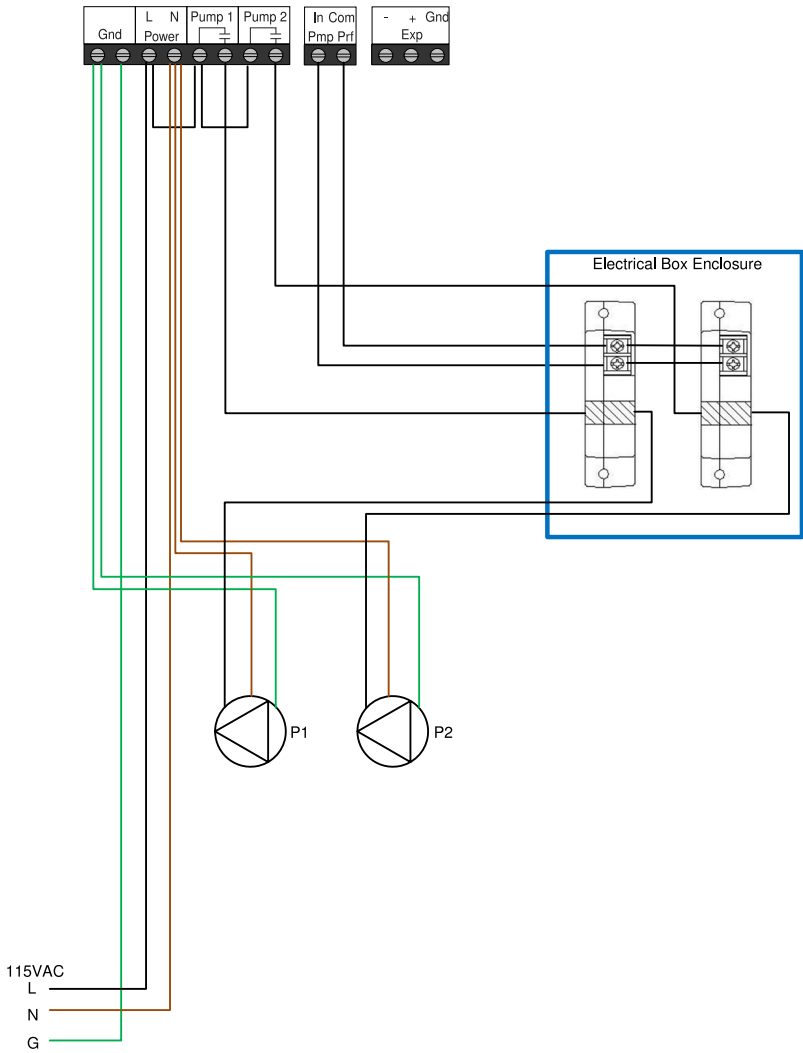 L N Pump 1 Pump 2
Gnd Power
In Com
Pmp Prf
- + Gnd
Exp
Electrical Box Enclosure
P1
P2
115VAC
L
N
G